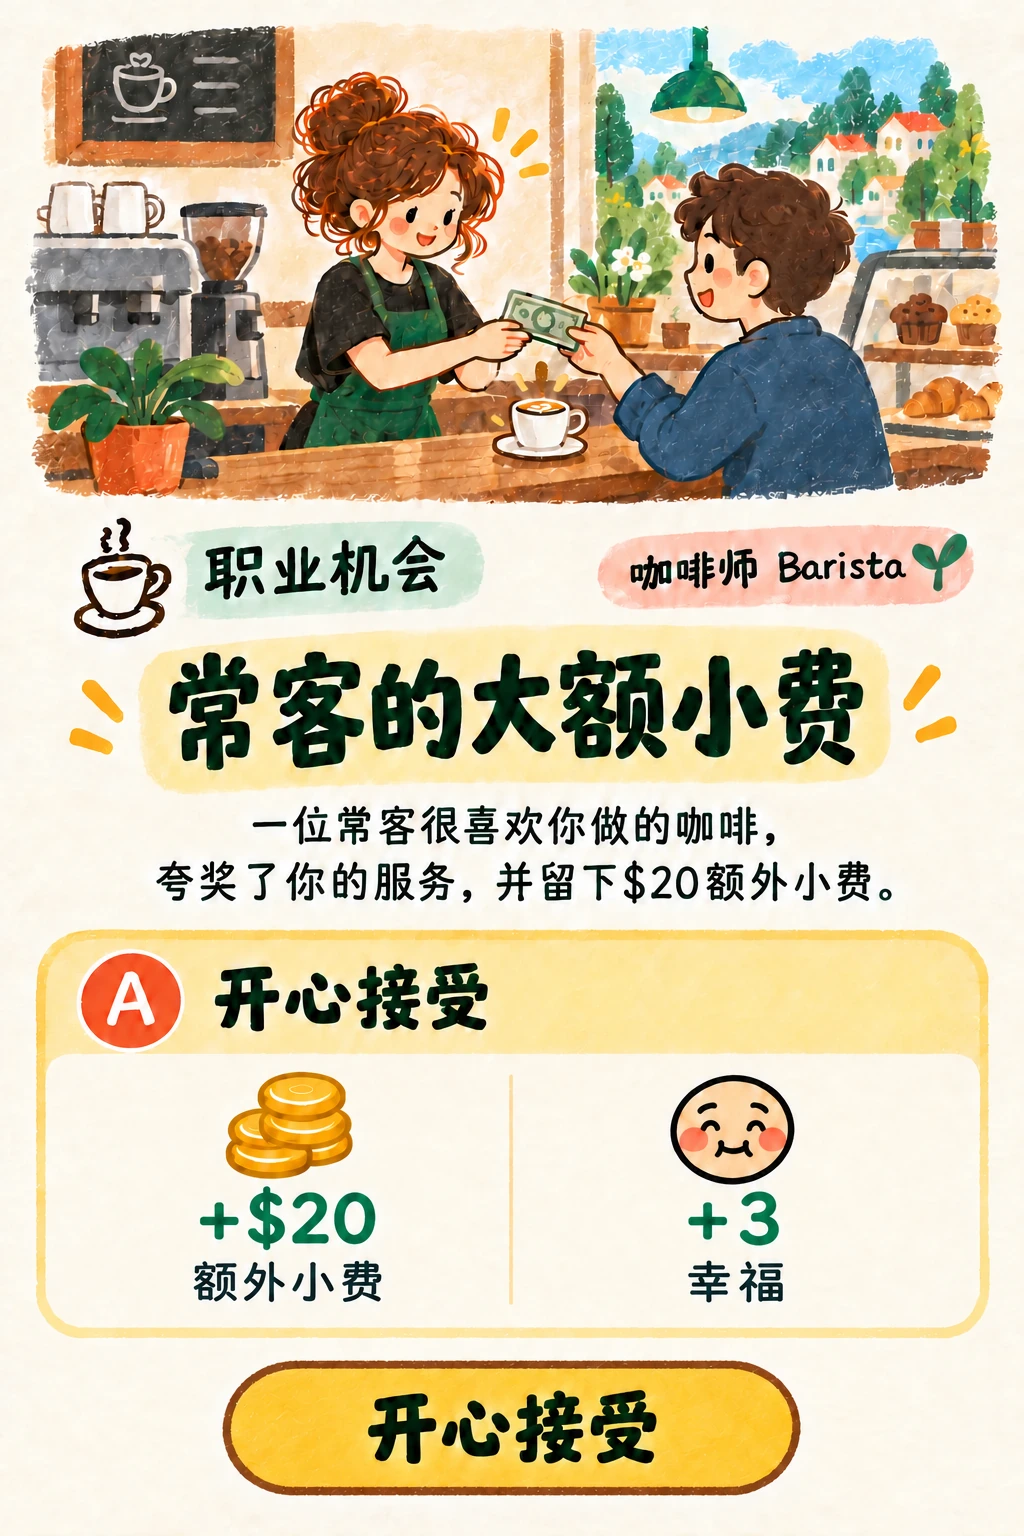 职业机会
咖啡师 Barista
常客的大额小费
一位常客很喜欢你做的咖啡，
夸奖了你的服务，并留下$20额外小费。
A 开心接受
+$20
额外小费
+3
幸福
开心接受